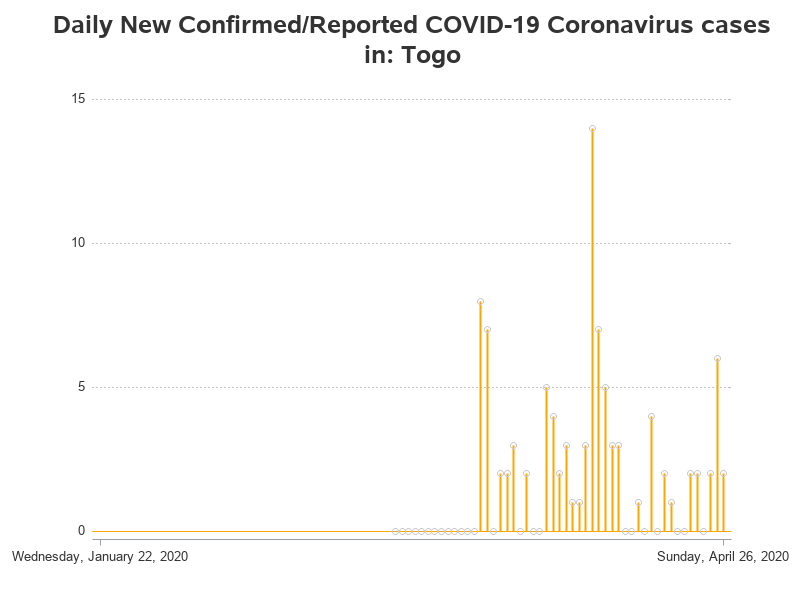 Daily New Confirmed/Reported COVID-19 Coronavirus cases
in: Togo
15
10
5
0
Wednesday, January 22, 2020
Sunday, April 26, 2020